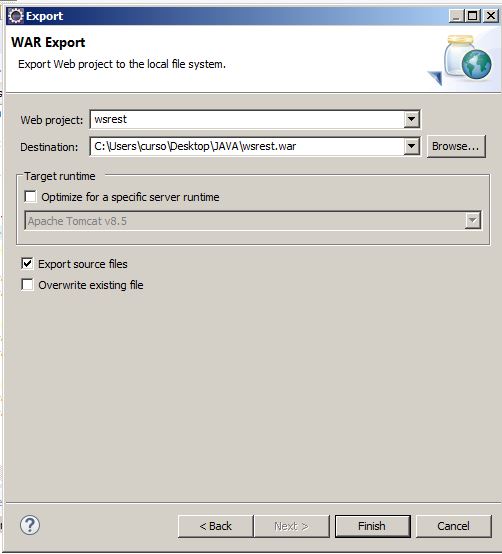 Export
WAR Export
Export Web project to the local file system.
Web project: wsrest
Destination: C:\Users\curso\Desktop\JAVA\wsrest.war Browse...
Target runtime
Optimize for a specific server runtime
Apache Tomcat v8.5
Export source files
Overwrite existing file
? < Back Next > Finish Cancel